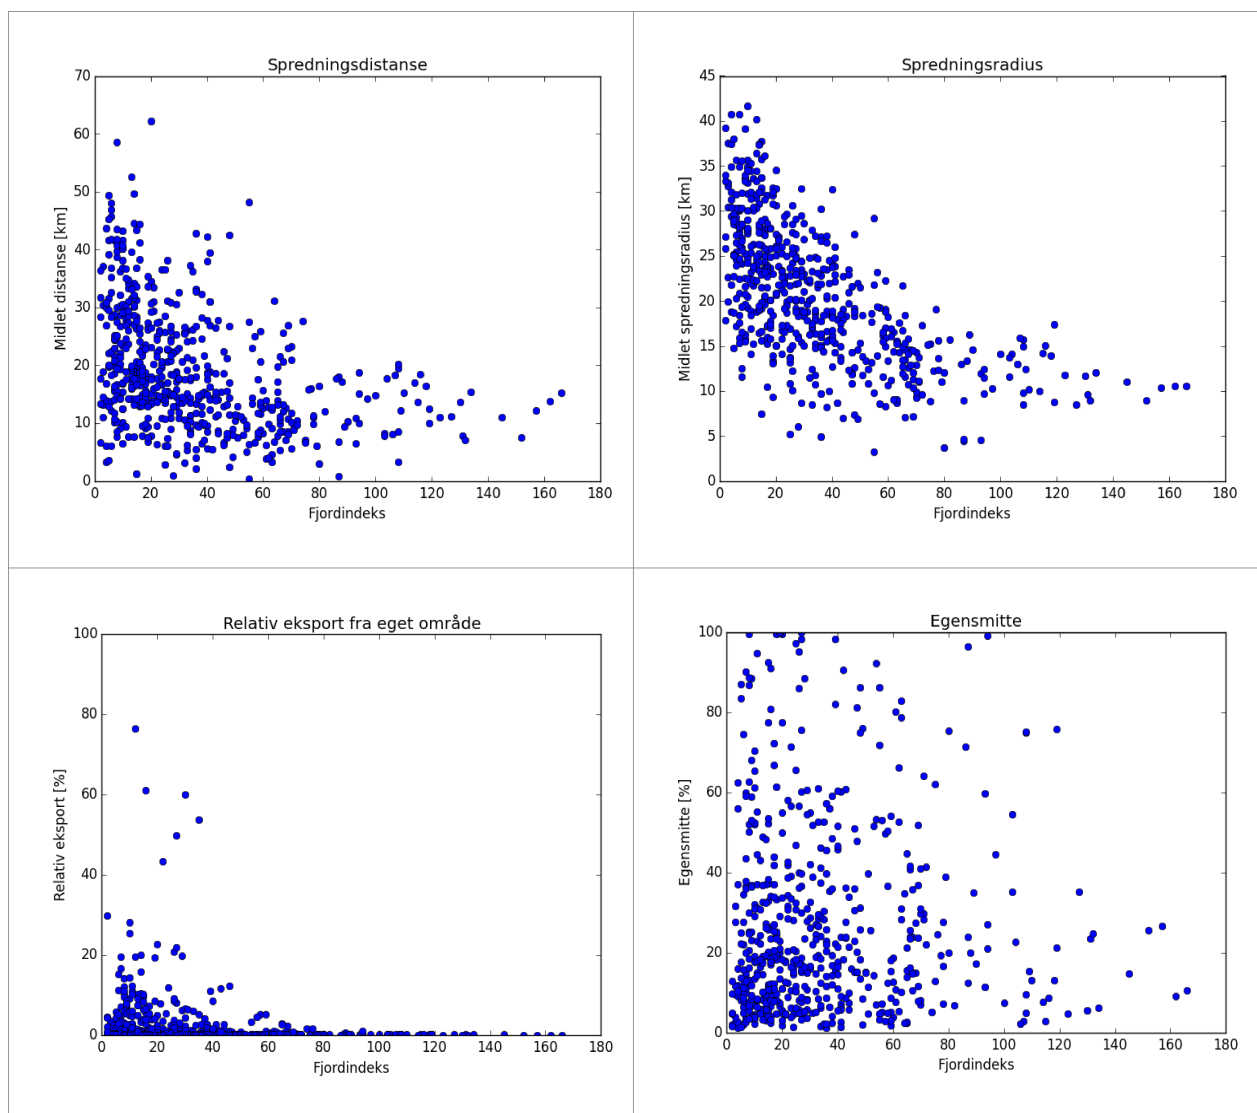 Spredningsdistanse
70
60
50
40
30
20
10
0
Midlet distanse [km]
0 20 40 60 80 100 120 140 160 180
Fjordindeks
Spredningsradius
45
40
35
30
25
20
15
10
5
0
Midlet spredningsradius [km]
0 20 40 60 80 100 120 140 160 180
Fjordindeks
Relativ eksport fra eget område
100
80
60
40
20
0
Relativ eksport [%]
0 20 40 60 80 100 120 140 160 180
Fjordindeks
Egensmitte
100
80
60
40
20
0
Egensmitte [%]
0 20 40 60 80 100 120 140 160 180
Fjordindeks